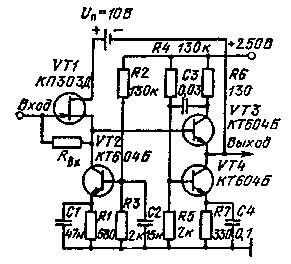 Uп=10В
+250В
VT1
КП303Д
R2
130к
R4
130к
C3
0,03
R6
130
VT3
КТ604Б
Вход
Выход
Rвх
VT2
КТ604Б
VT4
КТ604Б
C1
47м
R1
680
R3
2к
C2
15м
R5
2к
R7
330
C4
0,1